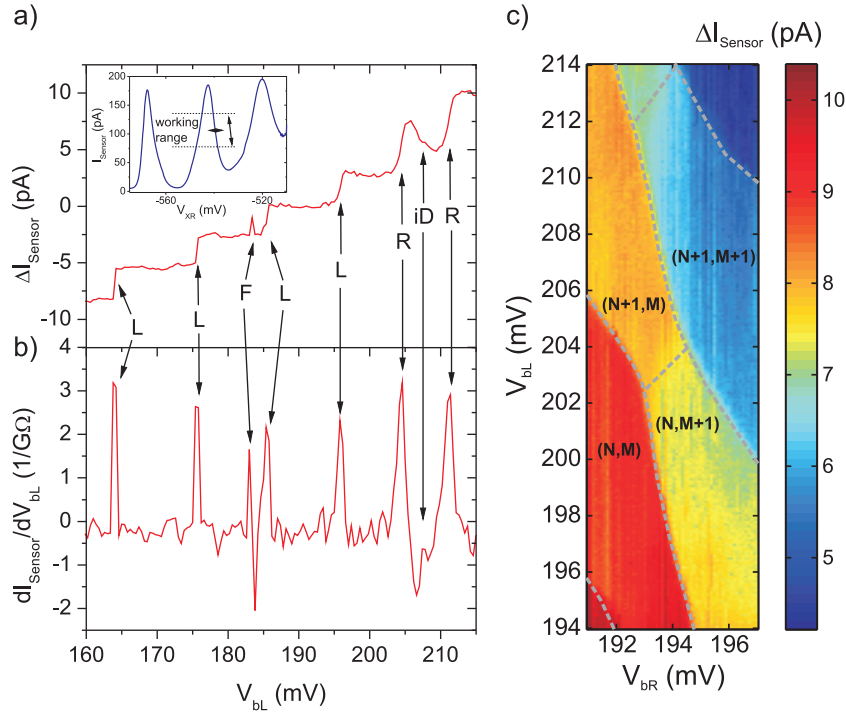 a)
ΔI_Sensor (pA)
10
5
0
-5
-10
I_Sensor (pA)
200
150
100
50
0
working
range
-560
-540
-520
V_XR (mV)
L
L
F
L
L
R
iD
R
b)
dI_Sensor/dV_bL (1/GΩ)
4
3
2
1
0
-1
-2
160
170
180
190
200
210
V_bL (mV)
c)
ΔI_Sensor (pA)
V_bL (mV)
214
212
210
208
206
204
202
200
198
196
194
(N+1,M+1)
(N+1,M)
(N,M+1)
(N,M)
192
194
196
V_bR (mV)
10
9
8
7
6
5